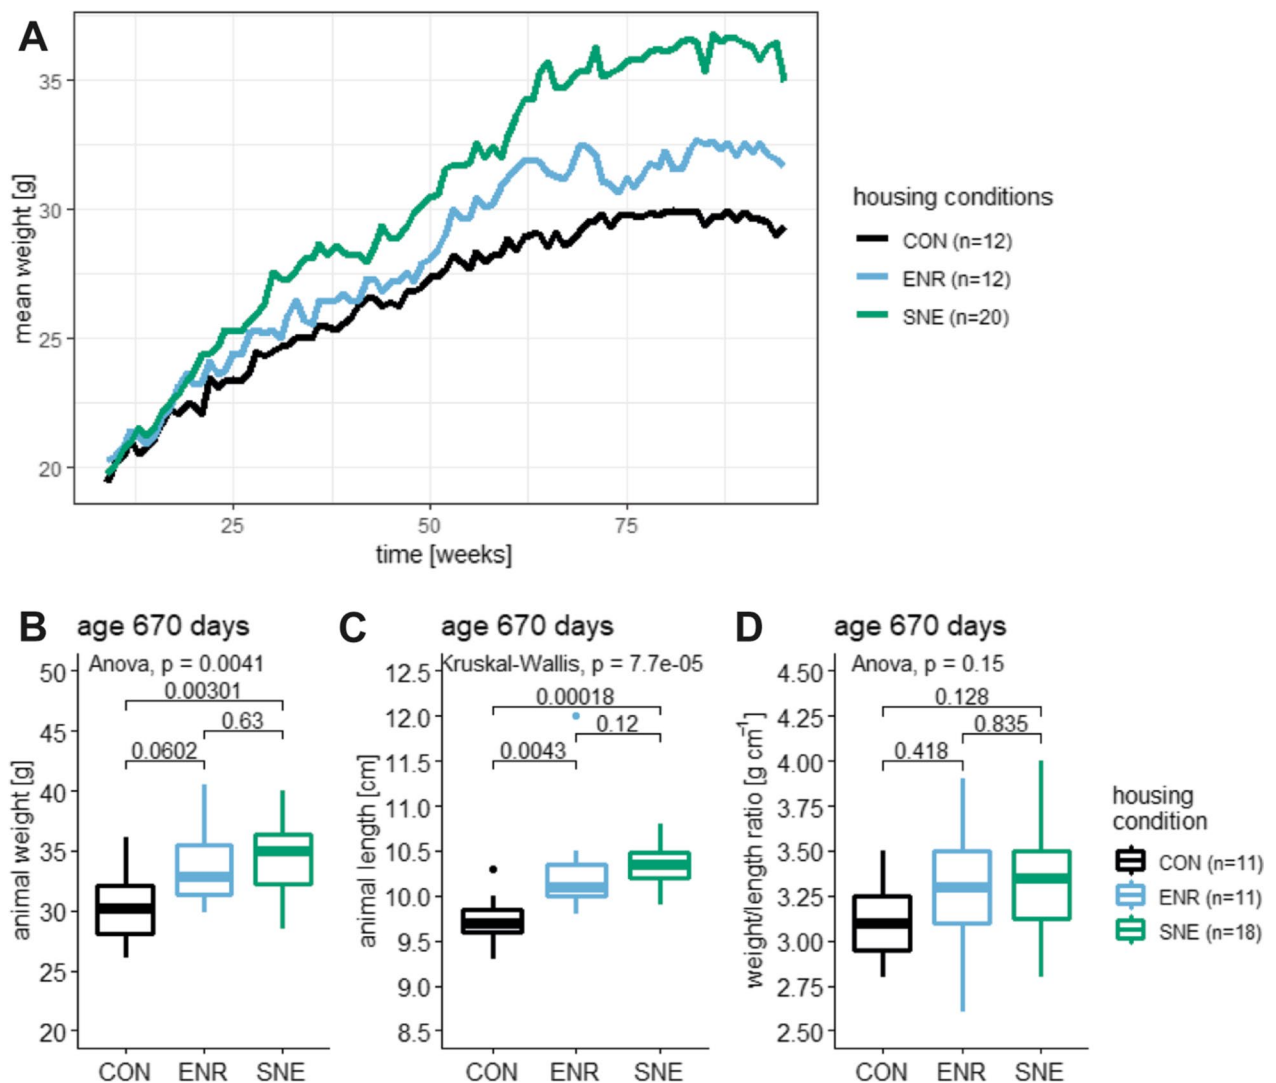 A
mean weight [g]
35
30
25
20
25
50
75
time [weeks]
housing conditions
CON (n=12)
ENR (n=12)
SNE (n=20)
B
age 670 days
Anova, p = 0.0041
0.00301
0.63
0.0602
animal weight [g]
50
45
40
35
30
25
20
CON
ENR
SNE
C
age 670 days
Kruskal-Wallis, p = 7.7e-05
0.00018
0.12
0.0043
animal length [cm]
12.5
12.0
11.5
11.0
10.5
10.0
9.5
9.0
8.5
CON
ENR
SNE
D
age 670 days
Anova, p = 0.15
0.128
0.835
0.418
weight/length ratio [g cm⁻¹]
4.50
4.25
4.00
3.75
3.50
3.25
3.00
2.75
2.50
CON
ENR
SNE
housing
condition
CON (n=11)
ENR (n=11)
SNE (n=18)